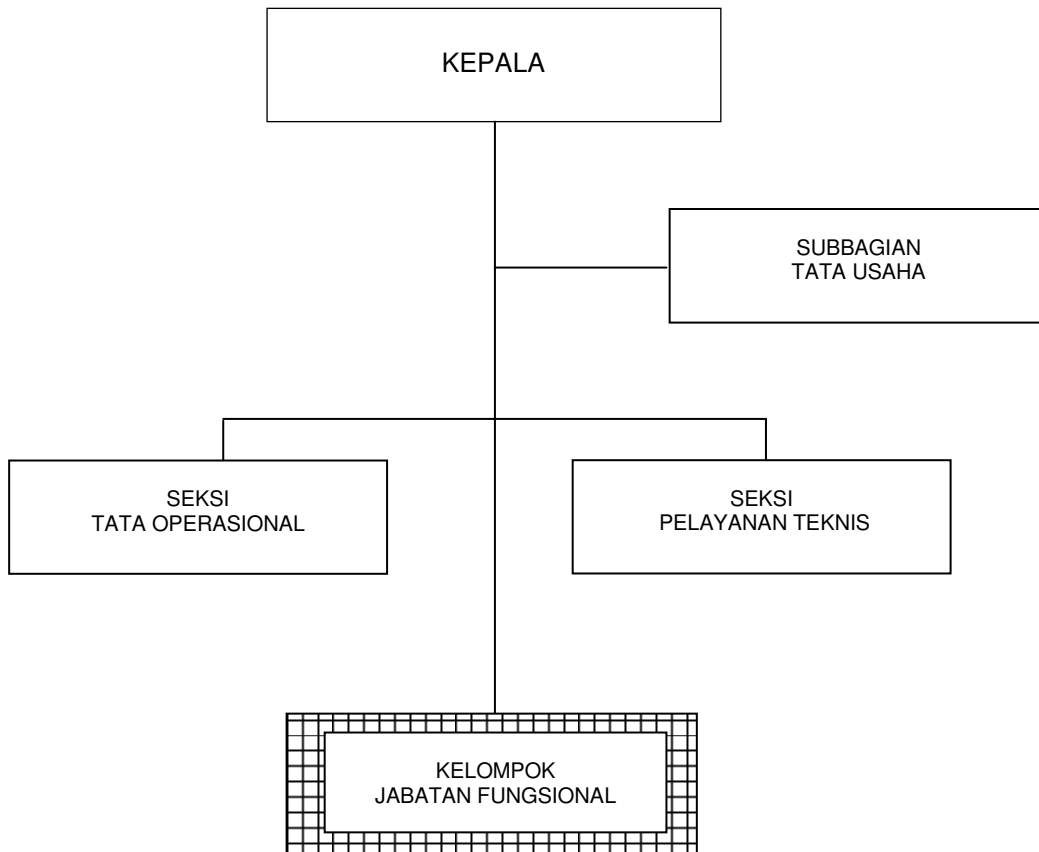 KEPALA
SUBBAGIAN
TATA USAHA
SEKSI
TATA OPERASIONAL
SEKSI
PELAYANAN TEKNIS
KELOMPOK
JABATAN FUNGSIONAL